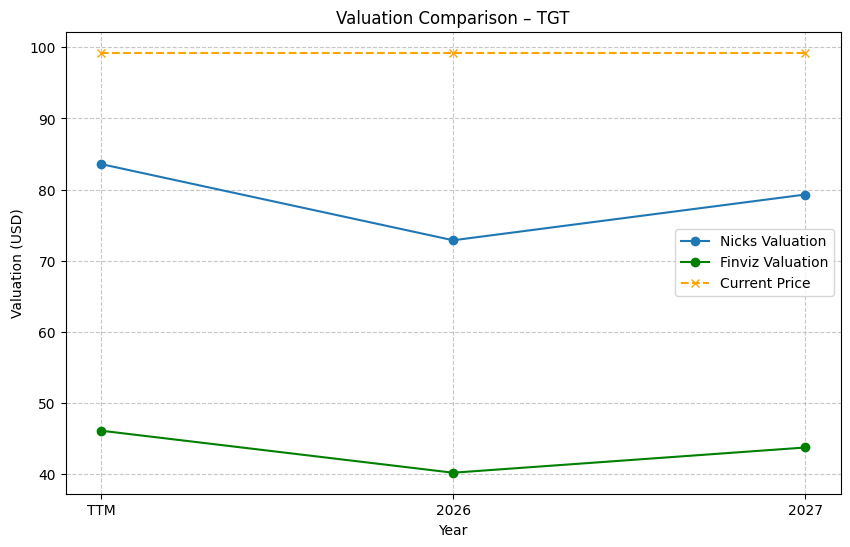 Valuation Comparison – TGT
Valuation (USD)
100
90
80
70
60
50
40
Nicks Valuation
Finviz Valuation
Current Price
TTM
2026
2027
Year